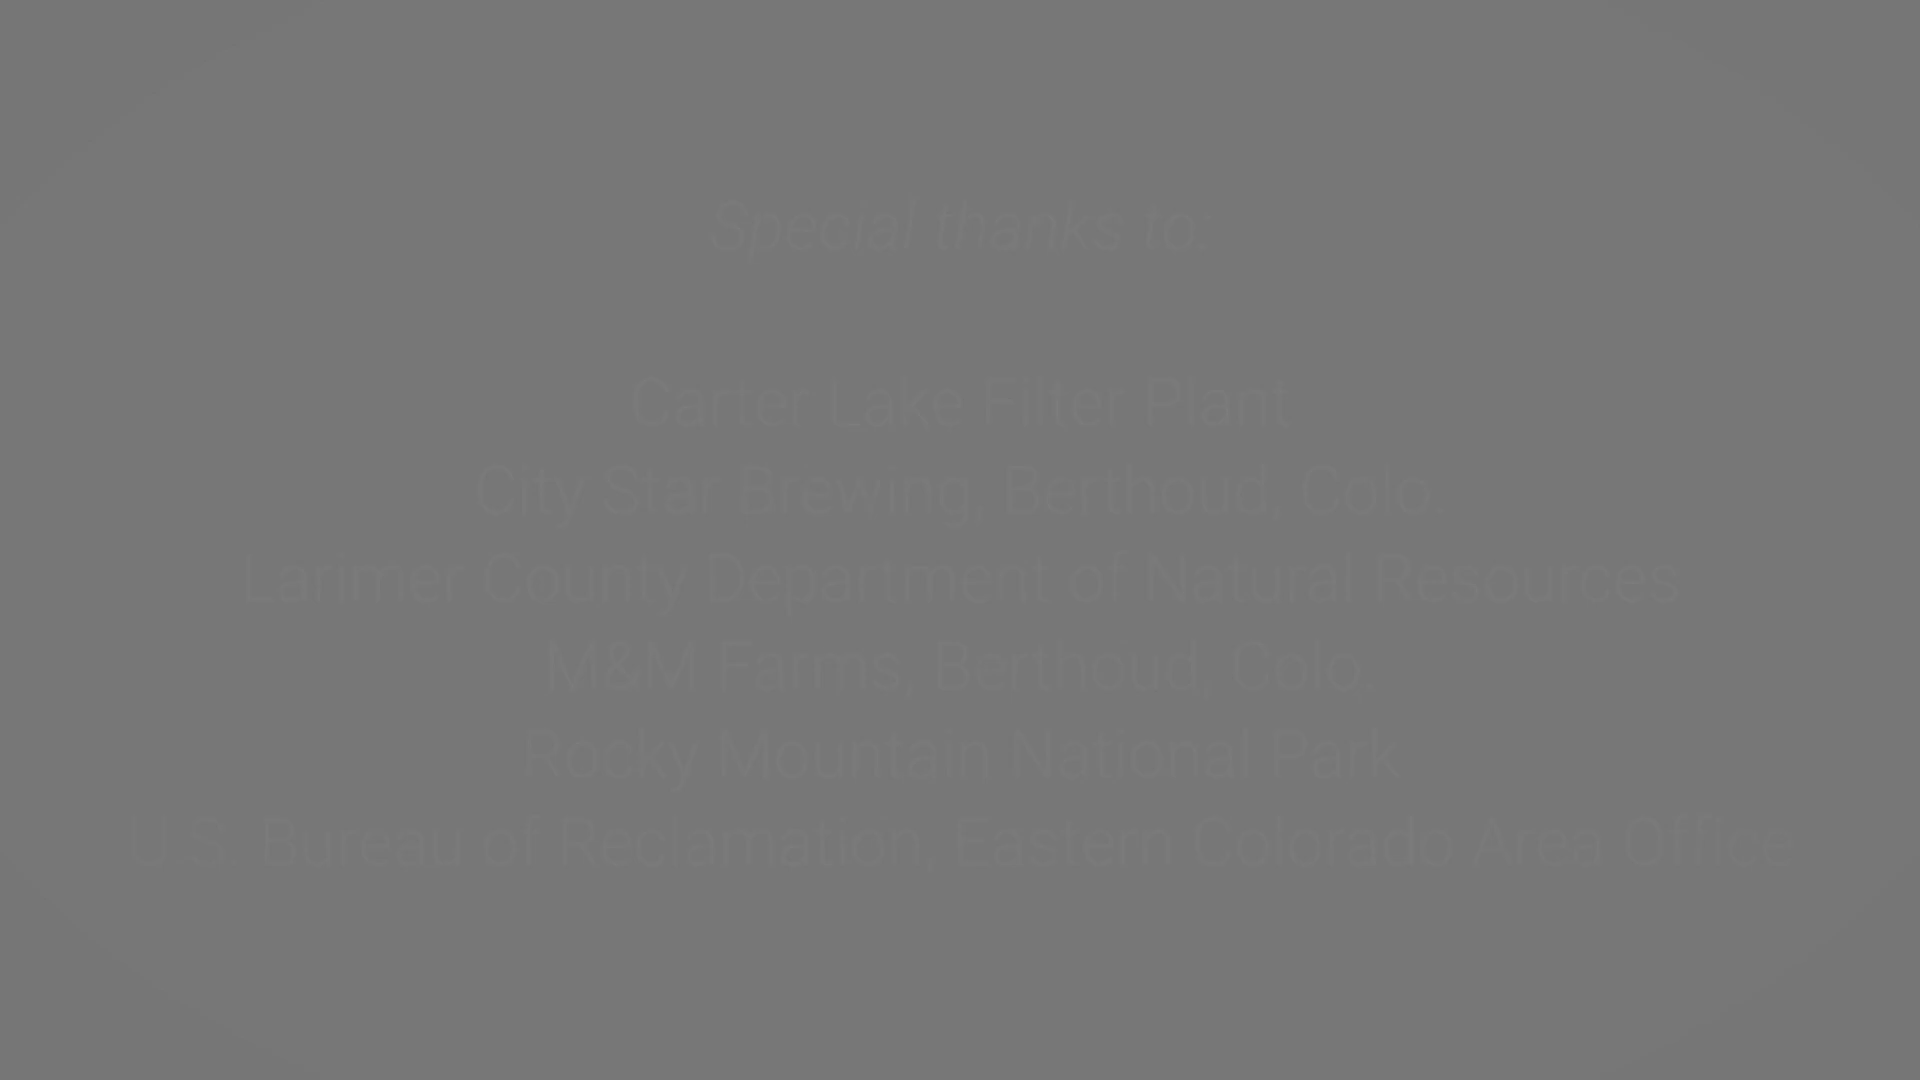 Special thanks to:
Carter Lake Filter Plant
City Star Brewing, Berthoud, Colo.
Larimer County Department of Natural Resources
M&M Farms, Berthoud, Colo.
Rocky Mountain National Park
U.S. Bureau of Reclamation, Eastern Colorado Area Office